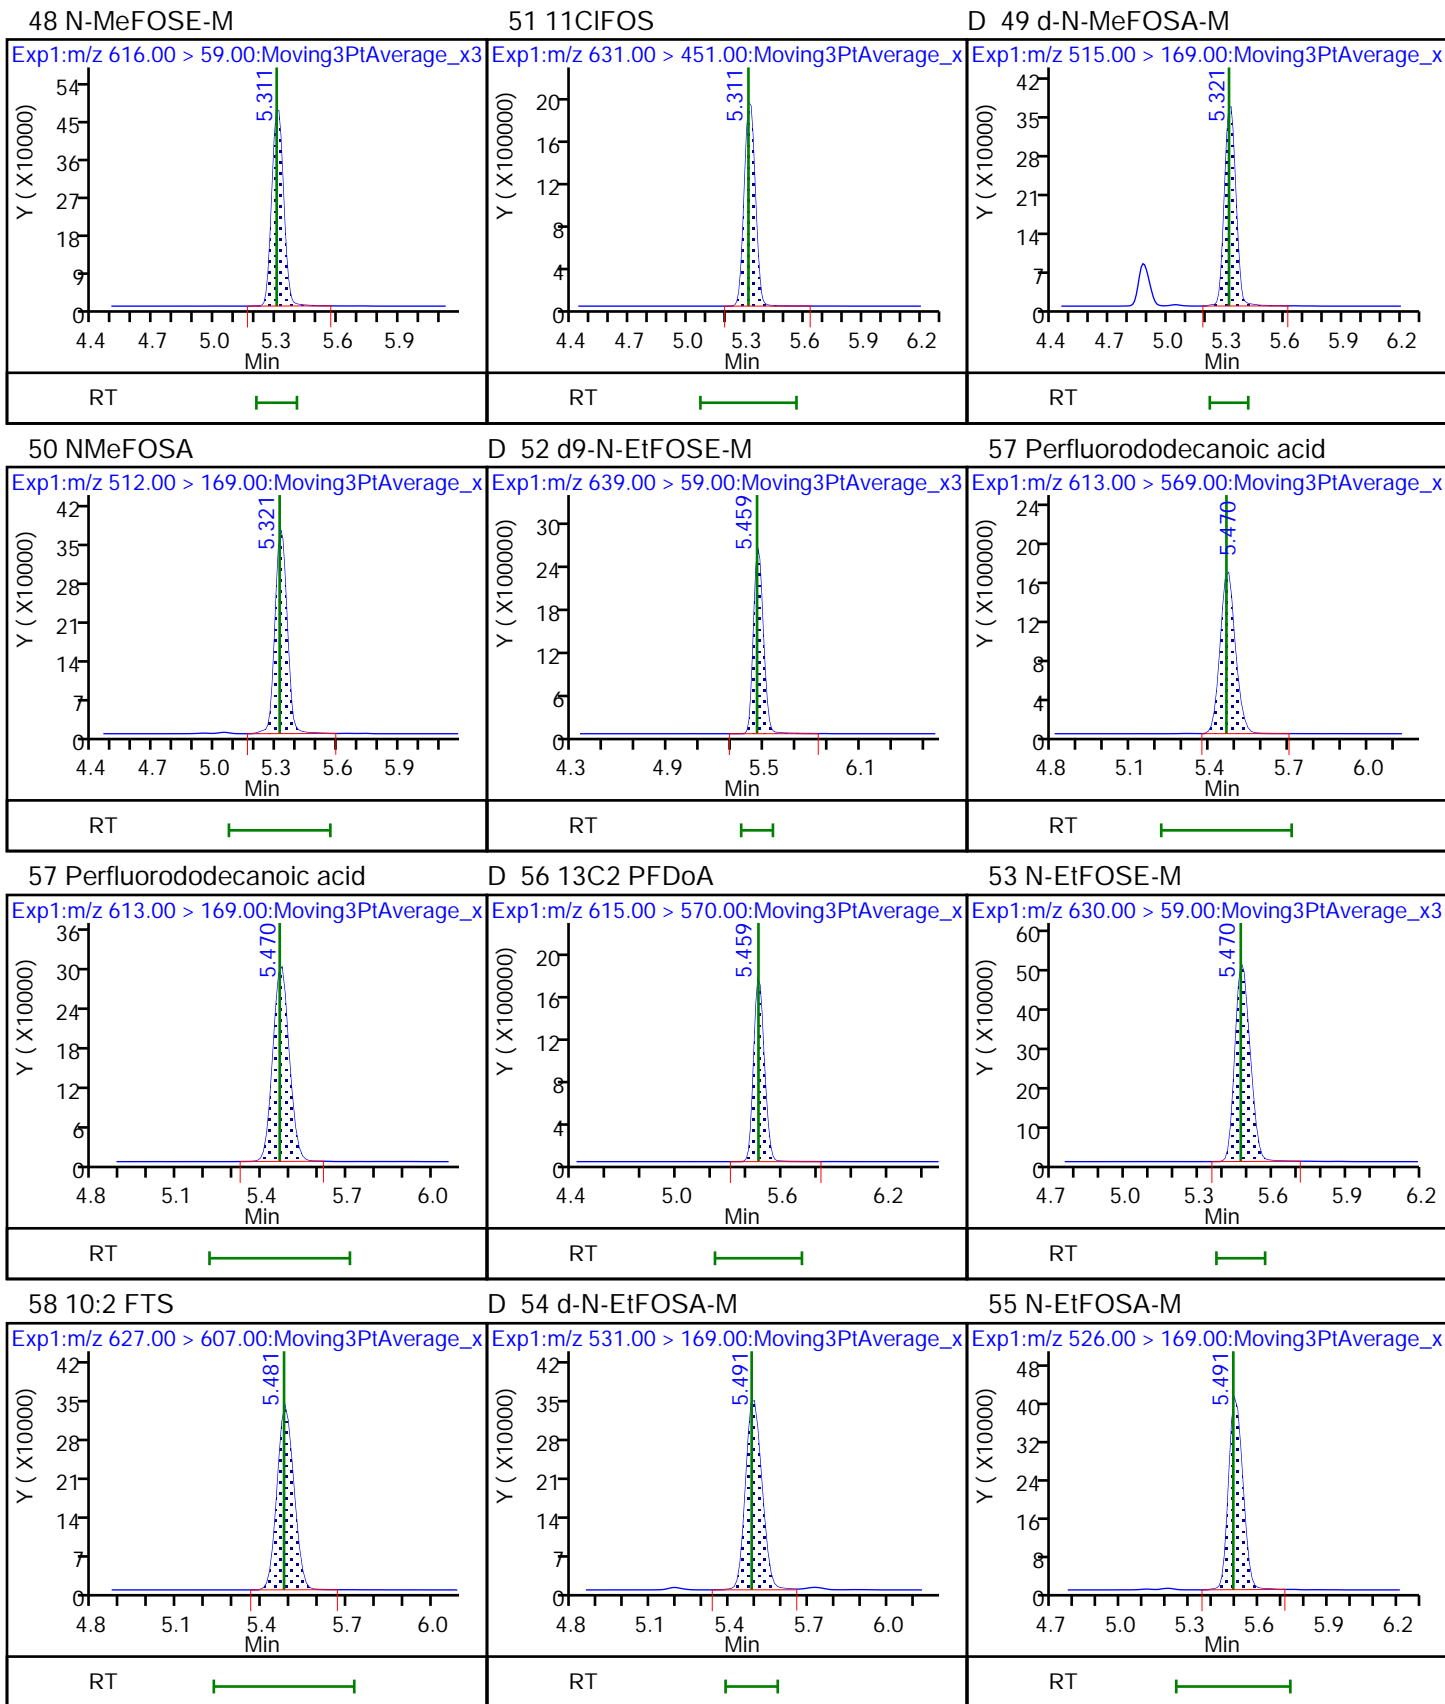 48 N-MeFOSE-M
Exp1:m/z 616.00 > 59.00:Moving3PtAverage_x3
Y ( X100000)
54
45
36
27
18
9
0
5.311
4.4 4.7 5.0 5.3 5.6 5.9
Min
RT
51 11ClFOS
Exp1:m/z 631.00 > 451.00:Moving3PtAverage_x
Y ( X100000)
20
16
12
8
4
0
5.311
4.4 4.7 5.0 5.3 5.6 5.9 6.2
Min
RT
D 49 d-N-MeFOSA-M
Exp1:m/z 515.00 > 169.00:Moving3PtAverage_x
Y ( X10000)
42
35
28
21
14
7
0
5.321
4.4 4.7 5.0 5.3 5.6 5.9 6.2
Min
RT
50 NMeFOSA
Exp1:m/z 512.00 > 169.00:Moving3PtAverage_x
Y ( X10000)
42
35
28
21
14
7
0
5.321
4.4 4.7 5.0 5.3 5.6 5.9
Min
RT
D 52 d9-N-EtFOSE-M
Exp1:m/z 639.00 > 59.00:Moving3PtAverage_x3
Y ( X100000)
30
24
18
12
6
0
5.459
4.3 4.9 5.5 6.1
Min
RT
57 Perfluorododecanoic acid
Exp1:m/z 613.00 > 569.00:Moving3PtAverage_x
Y ( X100000)
24
20
16
12
8
4
0
5.470
4.8 5.1 5.4 5.7 6.0
Min
RT
57 Perfluorododecanoic acid
Exp1:m/z 613.00 > 169.00:Moving3PtAverage_x
Y ( X10000)
36
30
24
18
12
6
0
5.470
4.8 5.1 5.4 5.7 6.0
Min
RT
D 56 13C2 PFDoA
Exp1:m/z 615.00 > 570.00:Moving3PtAverage_x
Y ( X100000)
20
16
12
8
4
0
5.459
4.4 5.0 5.6 6.2
Min
RT
53 N-EtFOSE-M
Exp1:m/z 630.00 > 59.00:Moving3PtAverage_x3
Y ( X100000)
60
50
40
30
20
10
0
5.470
4.7 5.0 5.3 5.6 5.9 6.2
Min
RT
58 10:2 FTS
Exp1:m/z 627.00 > 607.00:Moving3PtAverage_x
Y ( X10000)
42
35
28
21
14
7
0
5.481
4.8 5.1 5.4 5.7 6.0
Min
RT
D 54 d-N-EtFOSA-M
Exp1:m/z 531.00 > 169.00:Moving3PtAverage_x
Y ( X10000)
42
35
28
21
14
7
0
5.491
4.8 5.1 5.4 5.7 6.0
Min
RT
55 N-EtFOSA-M
Exp1:m/z 526.00 > 169.00:Moving3PtAverage_x
Y ( X10000)
48
40
32
24
16
8
0
5.491
4.7 5.0 5.3 5.6 5.9 6.2
Min
RT